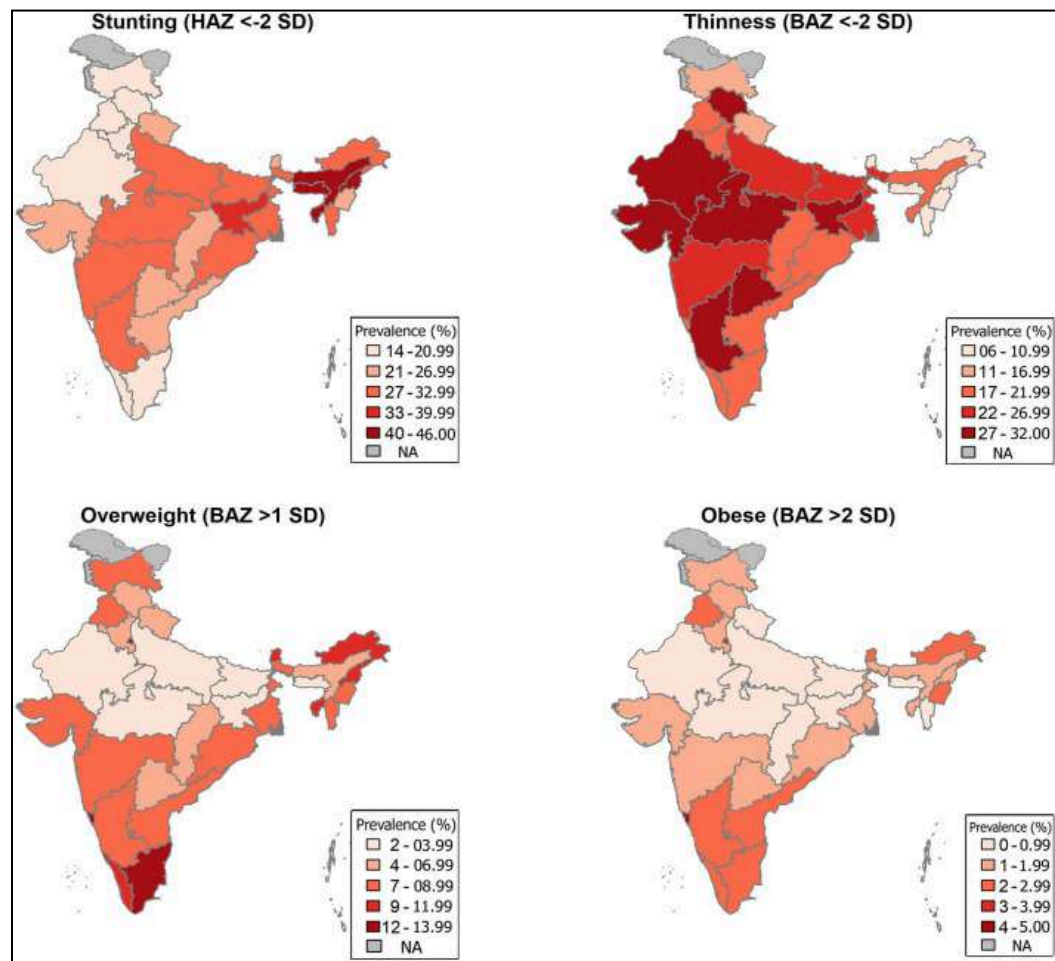 Stunting (HAZ <-2 SD)
Thinness (BAZ <-2 SD)
Prevalence (%)
14 - 20.99
21 - 26.99
27 - 32.99
33 - 39.99
40 - 46.00
NA
Prevalence (%)
06 - 10.99
11 - 16.99
17 - 21.99
22 - 26.99
27 - 32.00
NA
Overweight (BAZ >1 SD)
Obese (BAZ >2 SD)
Prevalence (%)
2 - 03.99
4 - 06.99
7 - 08.99
9 - 11.99
12 - 13.99
NA
Prevalence (%)
0 - 0.99
1 - 1.99
2 - 2.99
3 - 3.99
4 - 5.00
NA